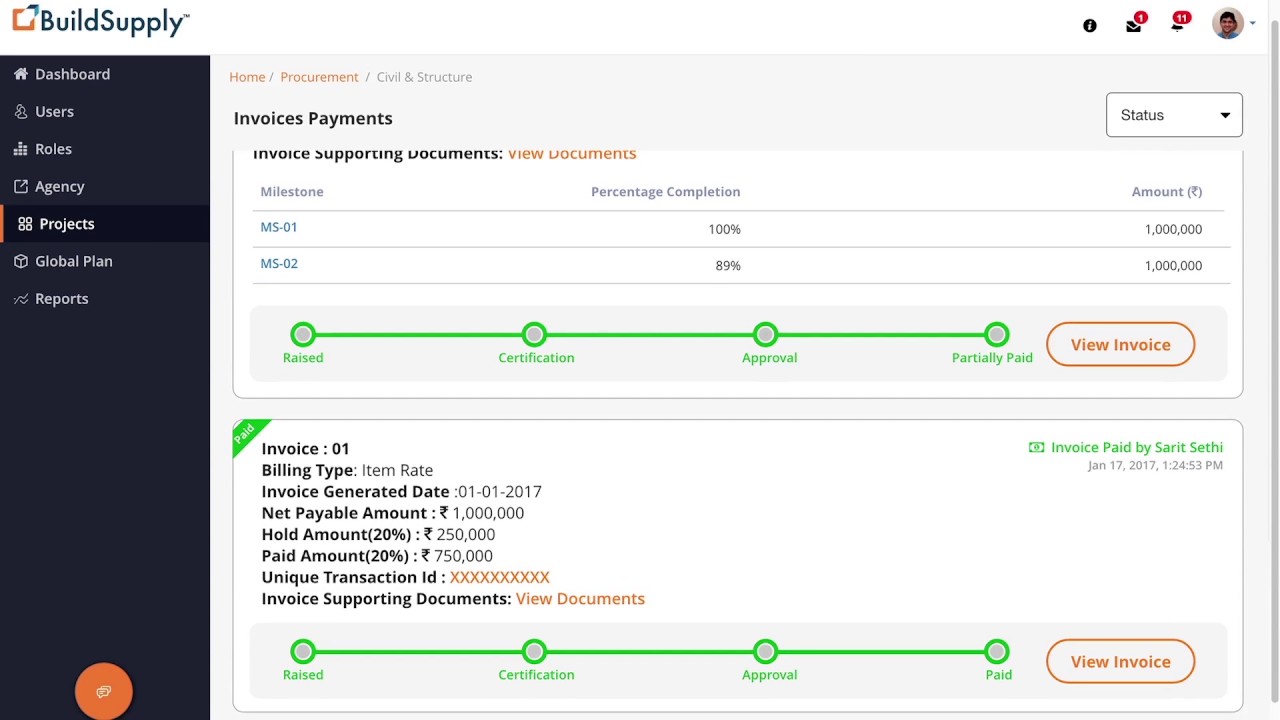 BuildSupply™
1
11
Dashboard
Users
Roles
Agency
Projects
Global Plan
Reports
Home / Procurement / Civil & Structure
Invoices Payments
Status
Invoice Supporting Documents: View Documents
Milestone Percentage Completion Amount (₹)
MS-01 100% 1,000,000
MS-02 89% 1,000,000
Raised Certification Approval Partially Paid
View Invoice
Paid
Invoice : 01
Invoice Paid by Sarit Sethi
Jan 17, 2017, 1:24:53 PM
Billing Type: Item Rate
Invoice Generated Date :01-01-2017
Net Payable Amount : ₹ 1,000,000
Hold Amount(20%) : ₹ 250,000
Paid Amount(20%) : ₹ 750,000
Unique Transaction Id : XXXXXXXXXX
Invoice Supporting Documents: View Documents
Raised Certification Approval Paid
View Invoice